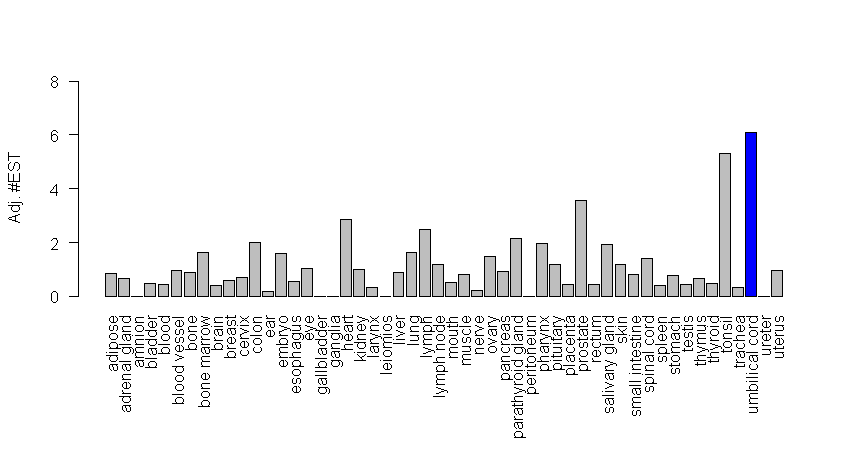 Adj. #EST
8
6
4
2
0
adipose
adrenal gland
amnion
bladder
blood
blood vessel
bone
bone marrow
brain
breast
cervix
colon
ear
embryo
esophagus
eye
gallbladder
ganglia
heart
kidney
larynx
leiomios
liver
lung
lymph
lymph node
mouth
muscle
nerve
ovary
pancreas
parathyroid gland
peritoneum
pharynx
pituitary
placenta
prostate
rectum
salivary gland
skin
small intestine
spinal cord
spleen
stomach
testis
thymus
thyroid
tonsil
trachea
umbilical cord
ureter
uterus